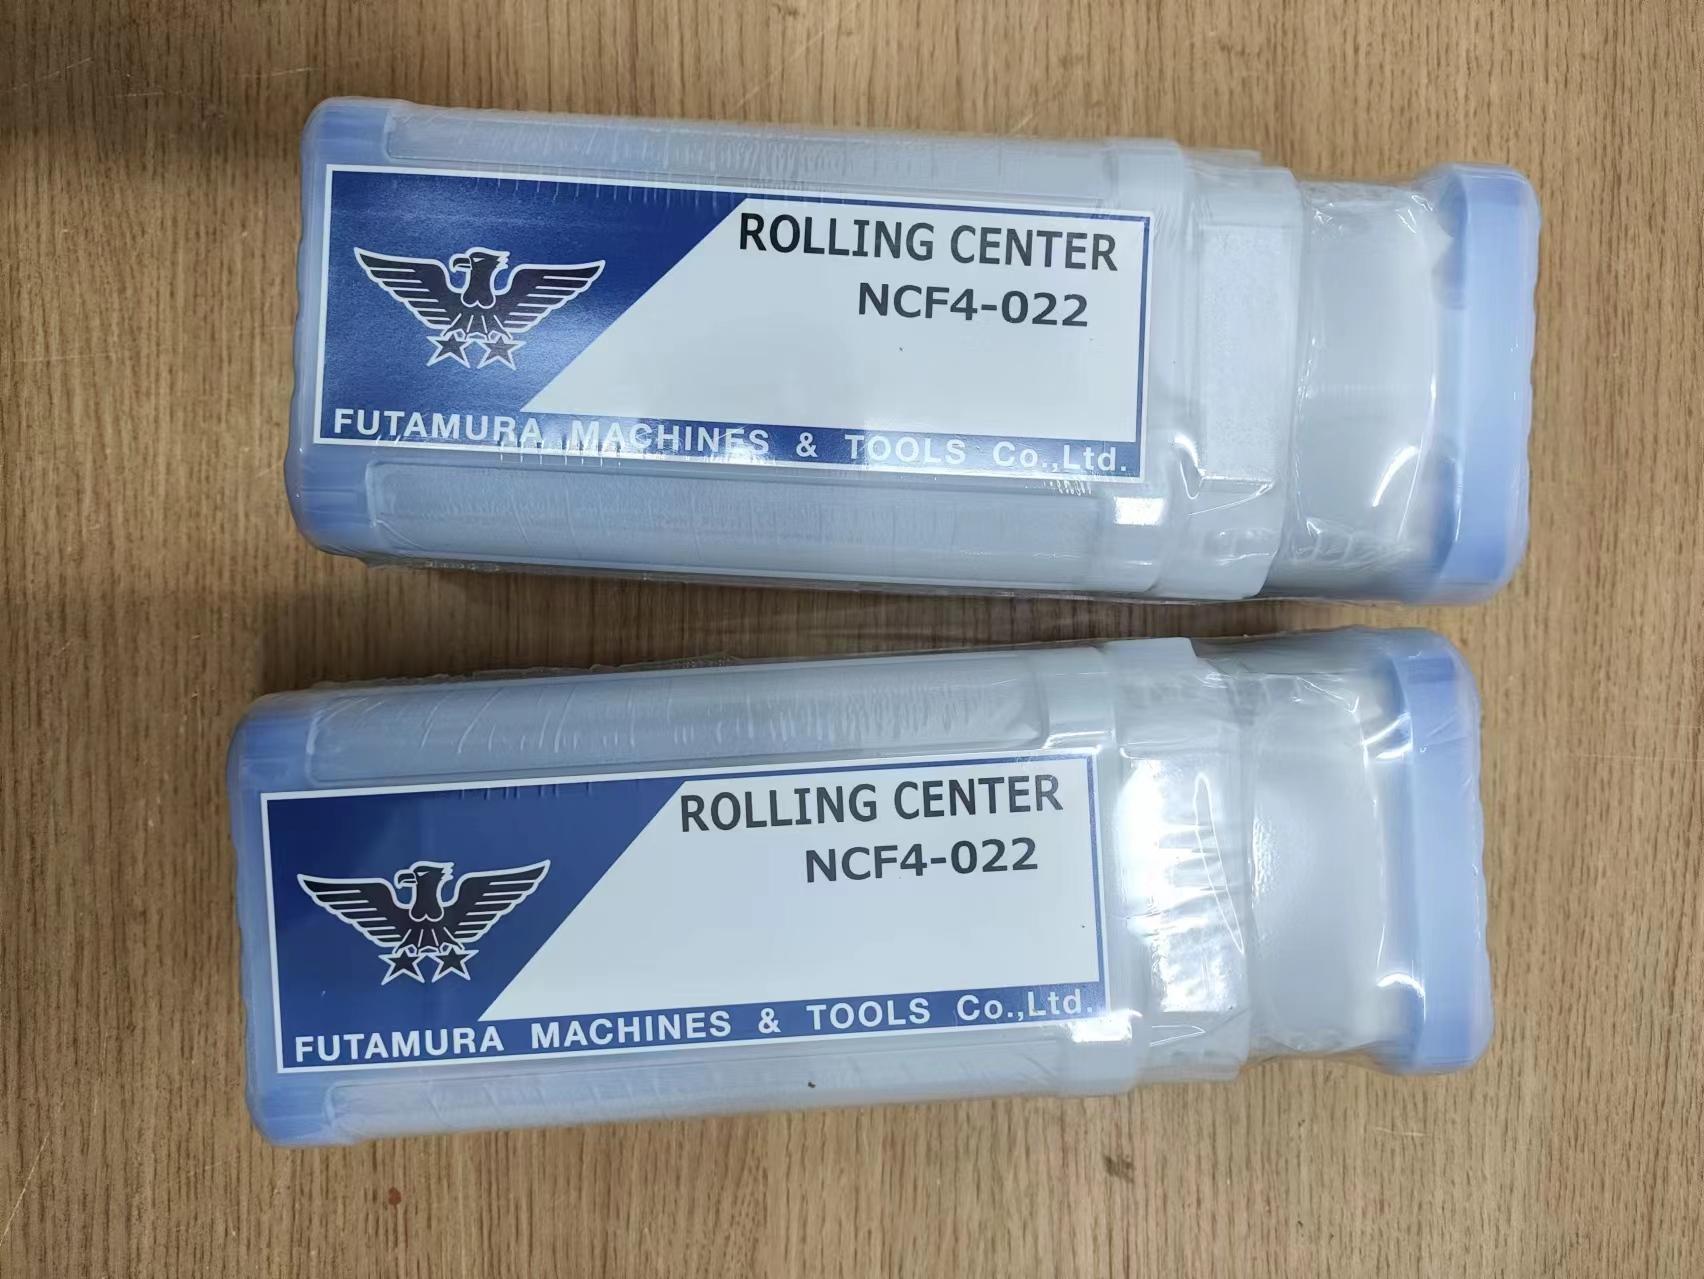 ROLLING CENTER
NCF4-022
FUTAMURA MACHINES & TOOLS Co.,Ltd.
ROLLING CENTER
NCF4-022
FUTAMURA MACHINES & TOOLS Co.,Ltd.